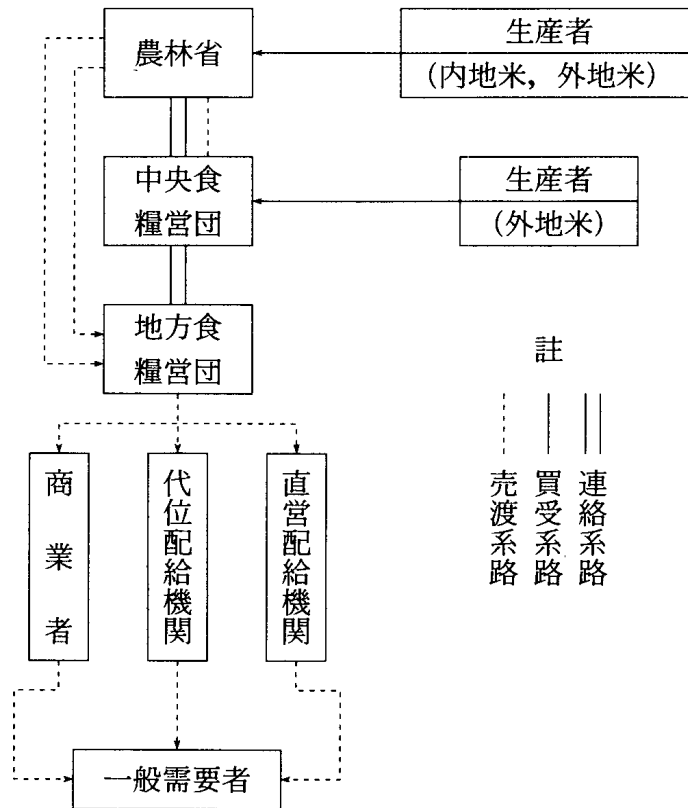 農林省
生産者
(内地米，外地米)
中央食
糧営団
生産者
(外地米)
地方食
糧営団
註
売渡系路
買受系路
連絡系路
商業者
代位配給機関
直営配給機関
一般需要者